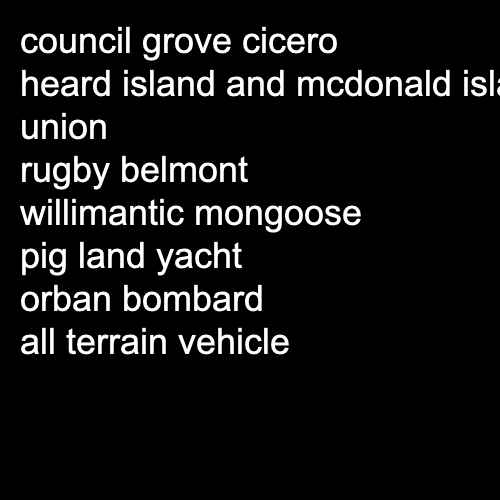 council grove cicero
heard island and mcdonald isl
union
rugby belmont
willimantic mongoose
pig land yacht
orban bombard
all terrain vehicle